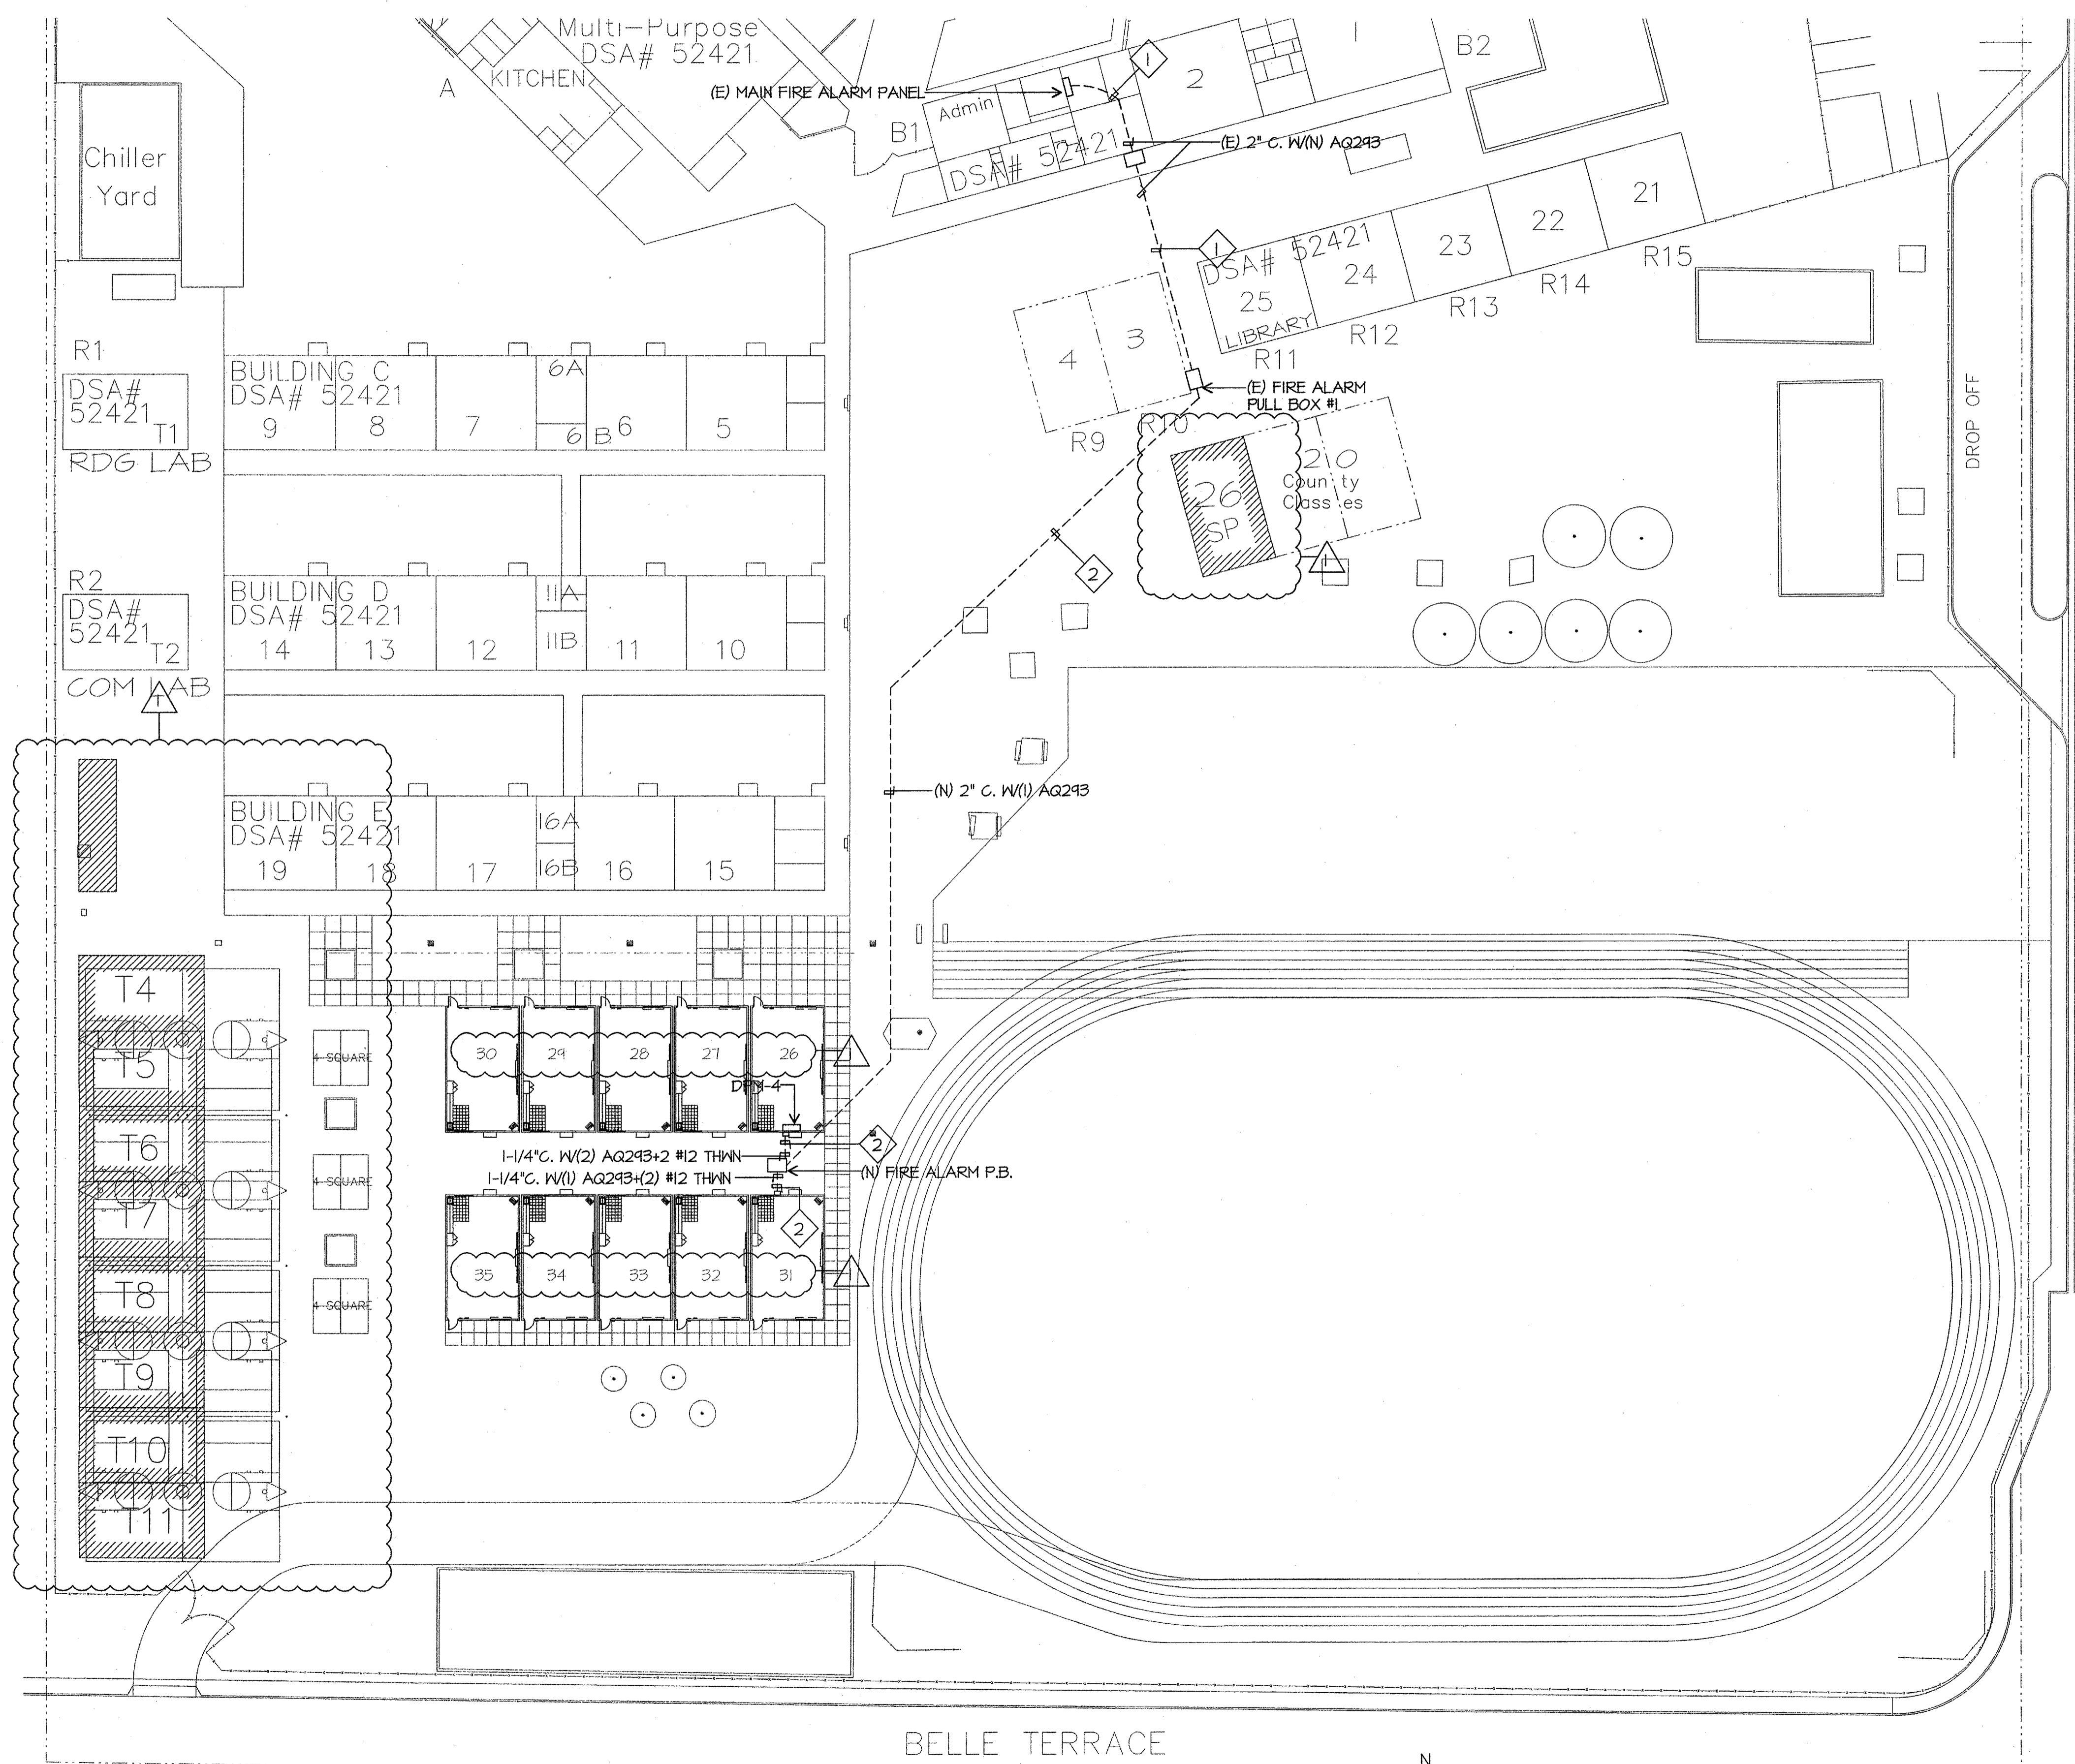 Multi-Purpose
DSA# 52421
KITCHEN
A
B2
1
2
1
(E) MAIN FIRE ALARM PANEL
Admin
B1
DSA# 52421
(E) 2" C. W(N) AQ293
Chiller
Yard
21
22
23
24
25
DSA# 52421
LIBRARY
R15
R14
R13
R12
R11
1
3
4
R9
R10
(E) FIRE ALARM
PULL BOX #1
R1
DSA#
52421
T1
RDG LAB
BUILDING C
DSA# 52421
9
8
7
6A
6B
6
5
26
SP
20
County
Classes
1
DROP OFF
2
R2
DSA#
52421
T2
COM LAB
1
BUILDING D
DSA# 52421
14
13
12
11A
11B
11
10
(N) 2" C. W(1) AQ293
BUILDING E
DSA# 52421
19
18
17
16A
16B
16
15
T4
T5
T6
T7
T8
T9
T10
T11
4-SQUARE
4-SQUARE
4-SQUARE
30
29
28
27
26
1
DPM-4
2
1-1/4"C. W/(2) AQ293+2 #12 THWN
1-1/4"C. W/(1) AQ293+(2) #12 THWN
(N) FIRE ALARM P.B.
2
35
34
33
32
31
1
BELLE TERRACE
N